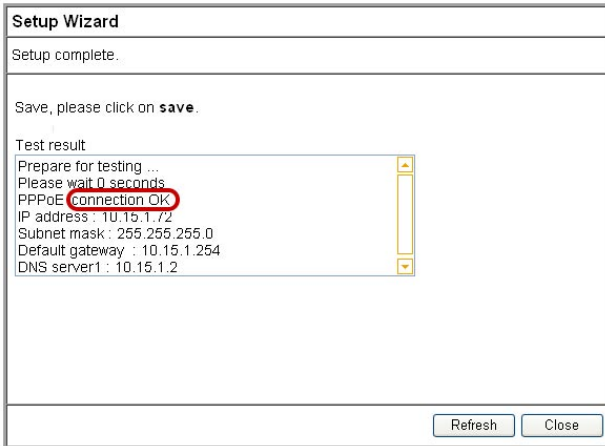 Setup Wizard
Setup complete.
Save, please click on save.
Test result
Prepare for testing ...
Please wait 0 seconds
PPPoE connection OK
IP address : 10.15.1.72
Subnet mask : 255.255.255.0
Default gateway : 10.15.1.254
DNS server1 : 10.15.1.2
Refresh Close